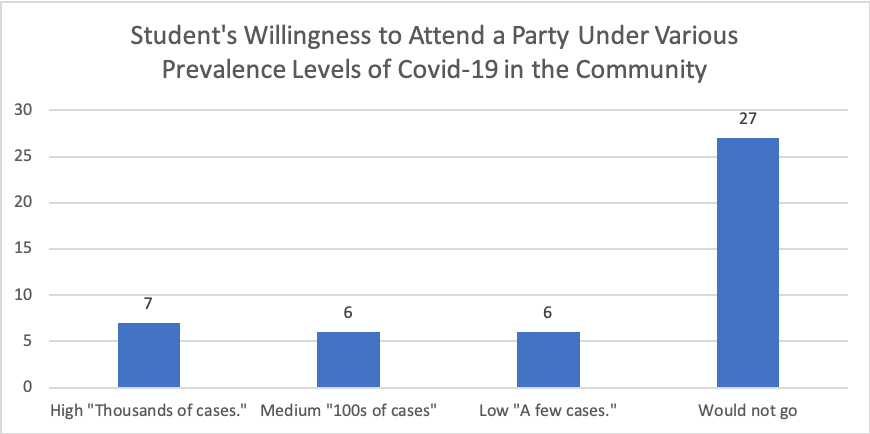 Student's Willingness to Attend a Party Under Various
Prevalence Levels of Covid-19 in the Community
30
25
20
15
10
5
0
7
6
6
27
High "Thousands of cases."
Medium "100s of cases"
Low "A few cases."
Would not go